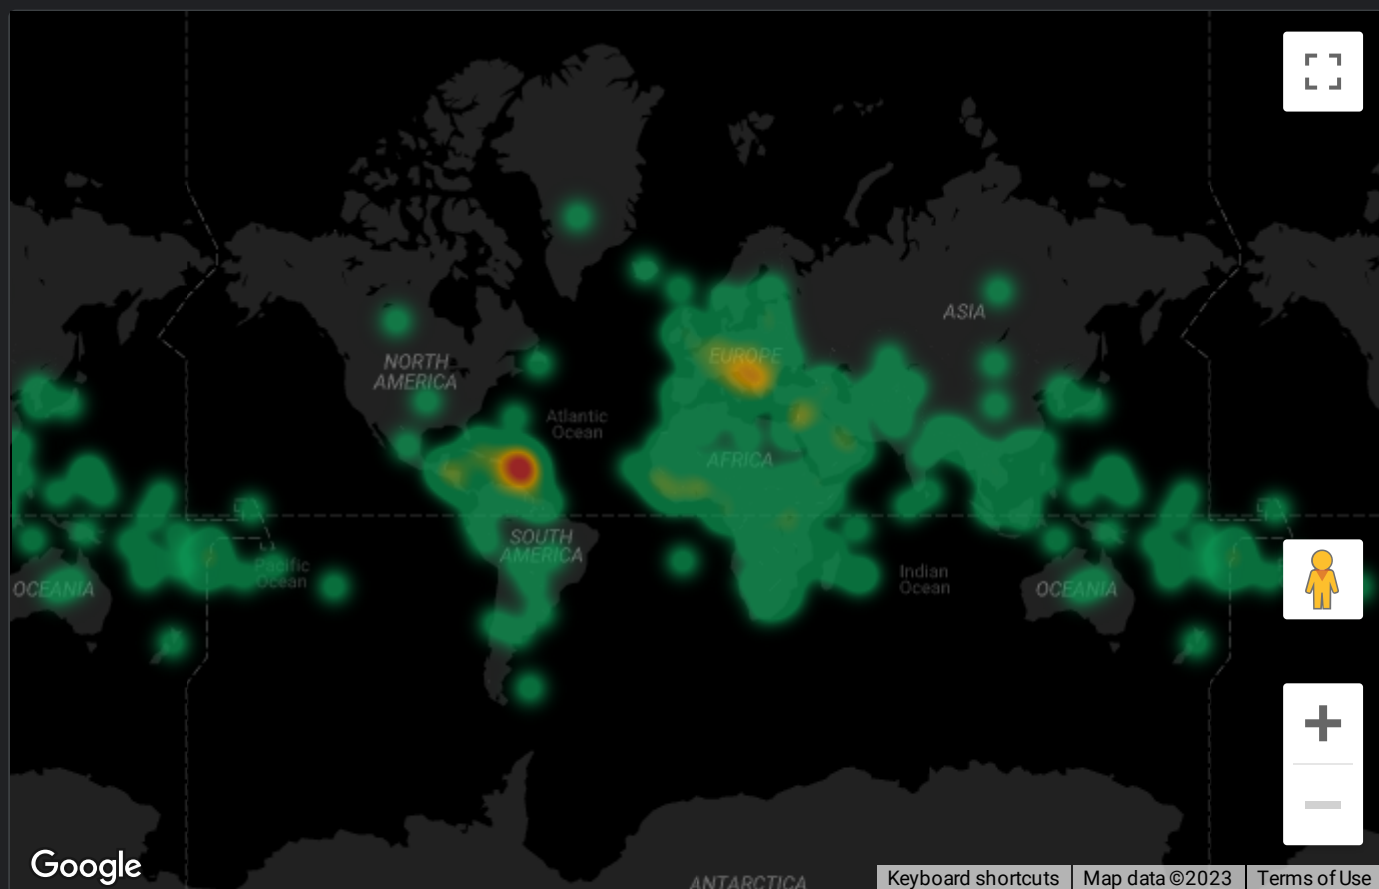 ASIA
EUROPE
NORTH
AMERICA
Atlantic
Ocean
AFRICA
SOUTH
AMERICA
Pacific
Ocean
Indian
Ocean
OCEANIA
OCEANIA
ANTARCTICA
Google
Keyboard shortcuts
Map data ©2023
Terms of Use